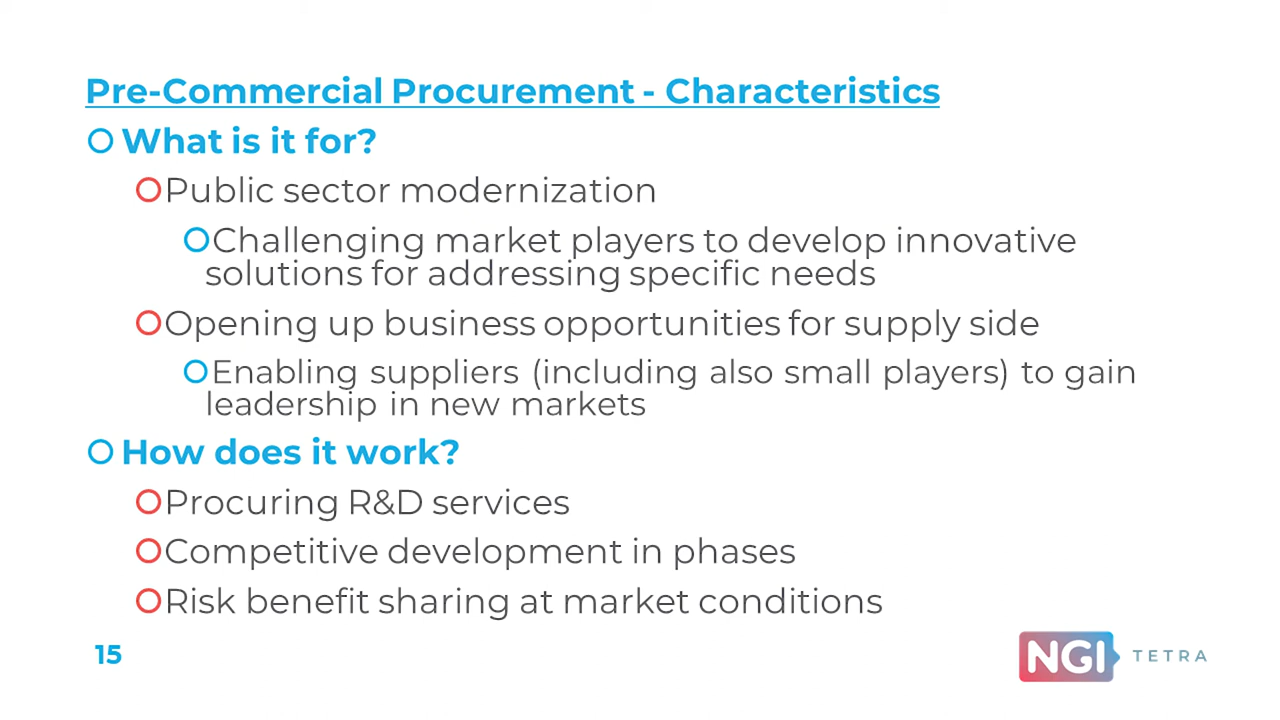 Pre-Commercial Procurement - Characteristics
What is it for?
Public sector modernization
Challenging market players to develop innovative
solutions for addressing specific needs
Opening up business opportunities for supply side
Enabling suppliers (including also small players) to gain
leadership in new markets
How does it work?
Procuring R&D services
Competitive development in phases
Risk benefit sharing at market conditions
15
NGI TETRA